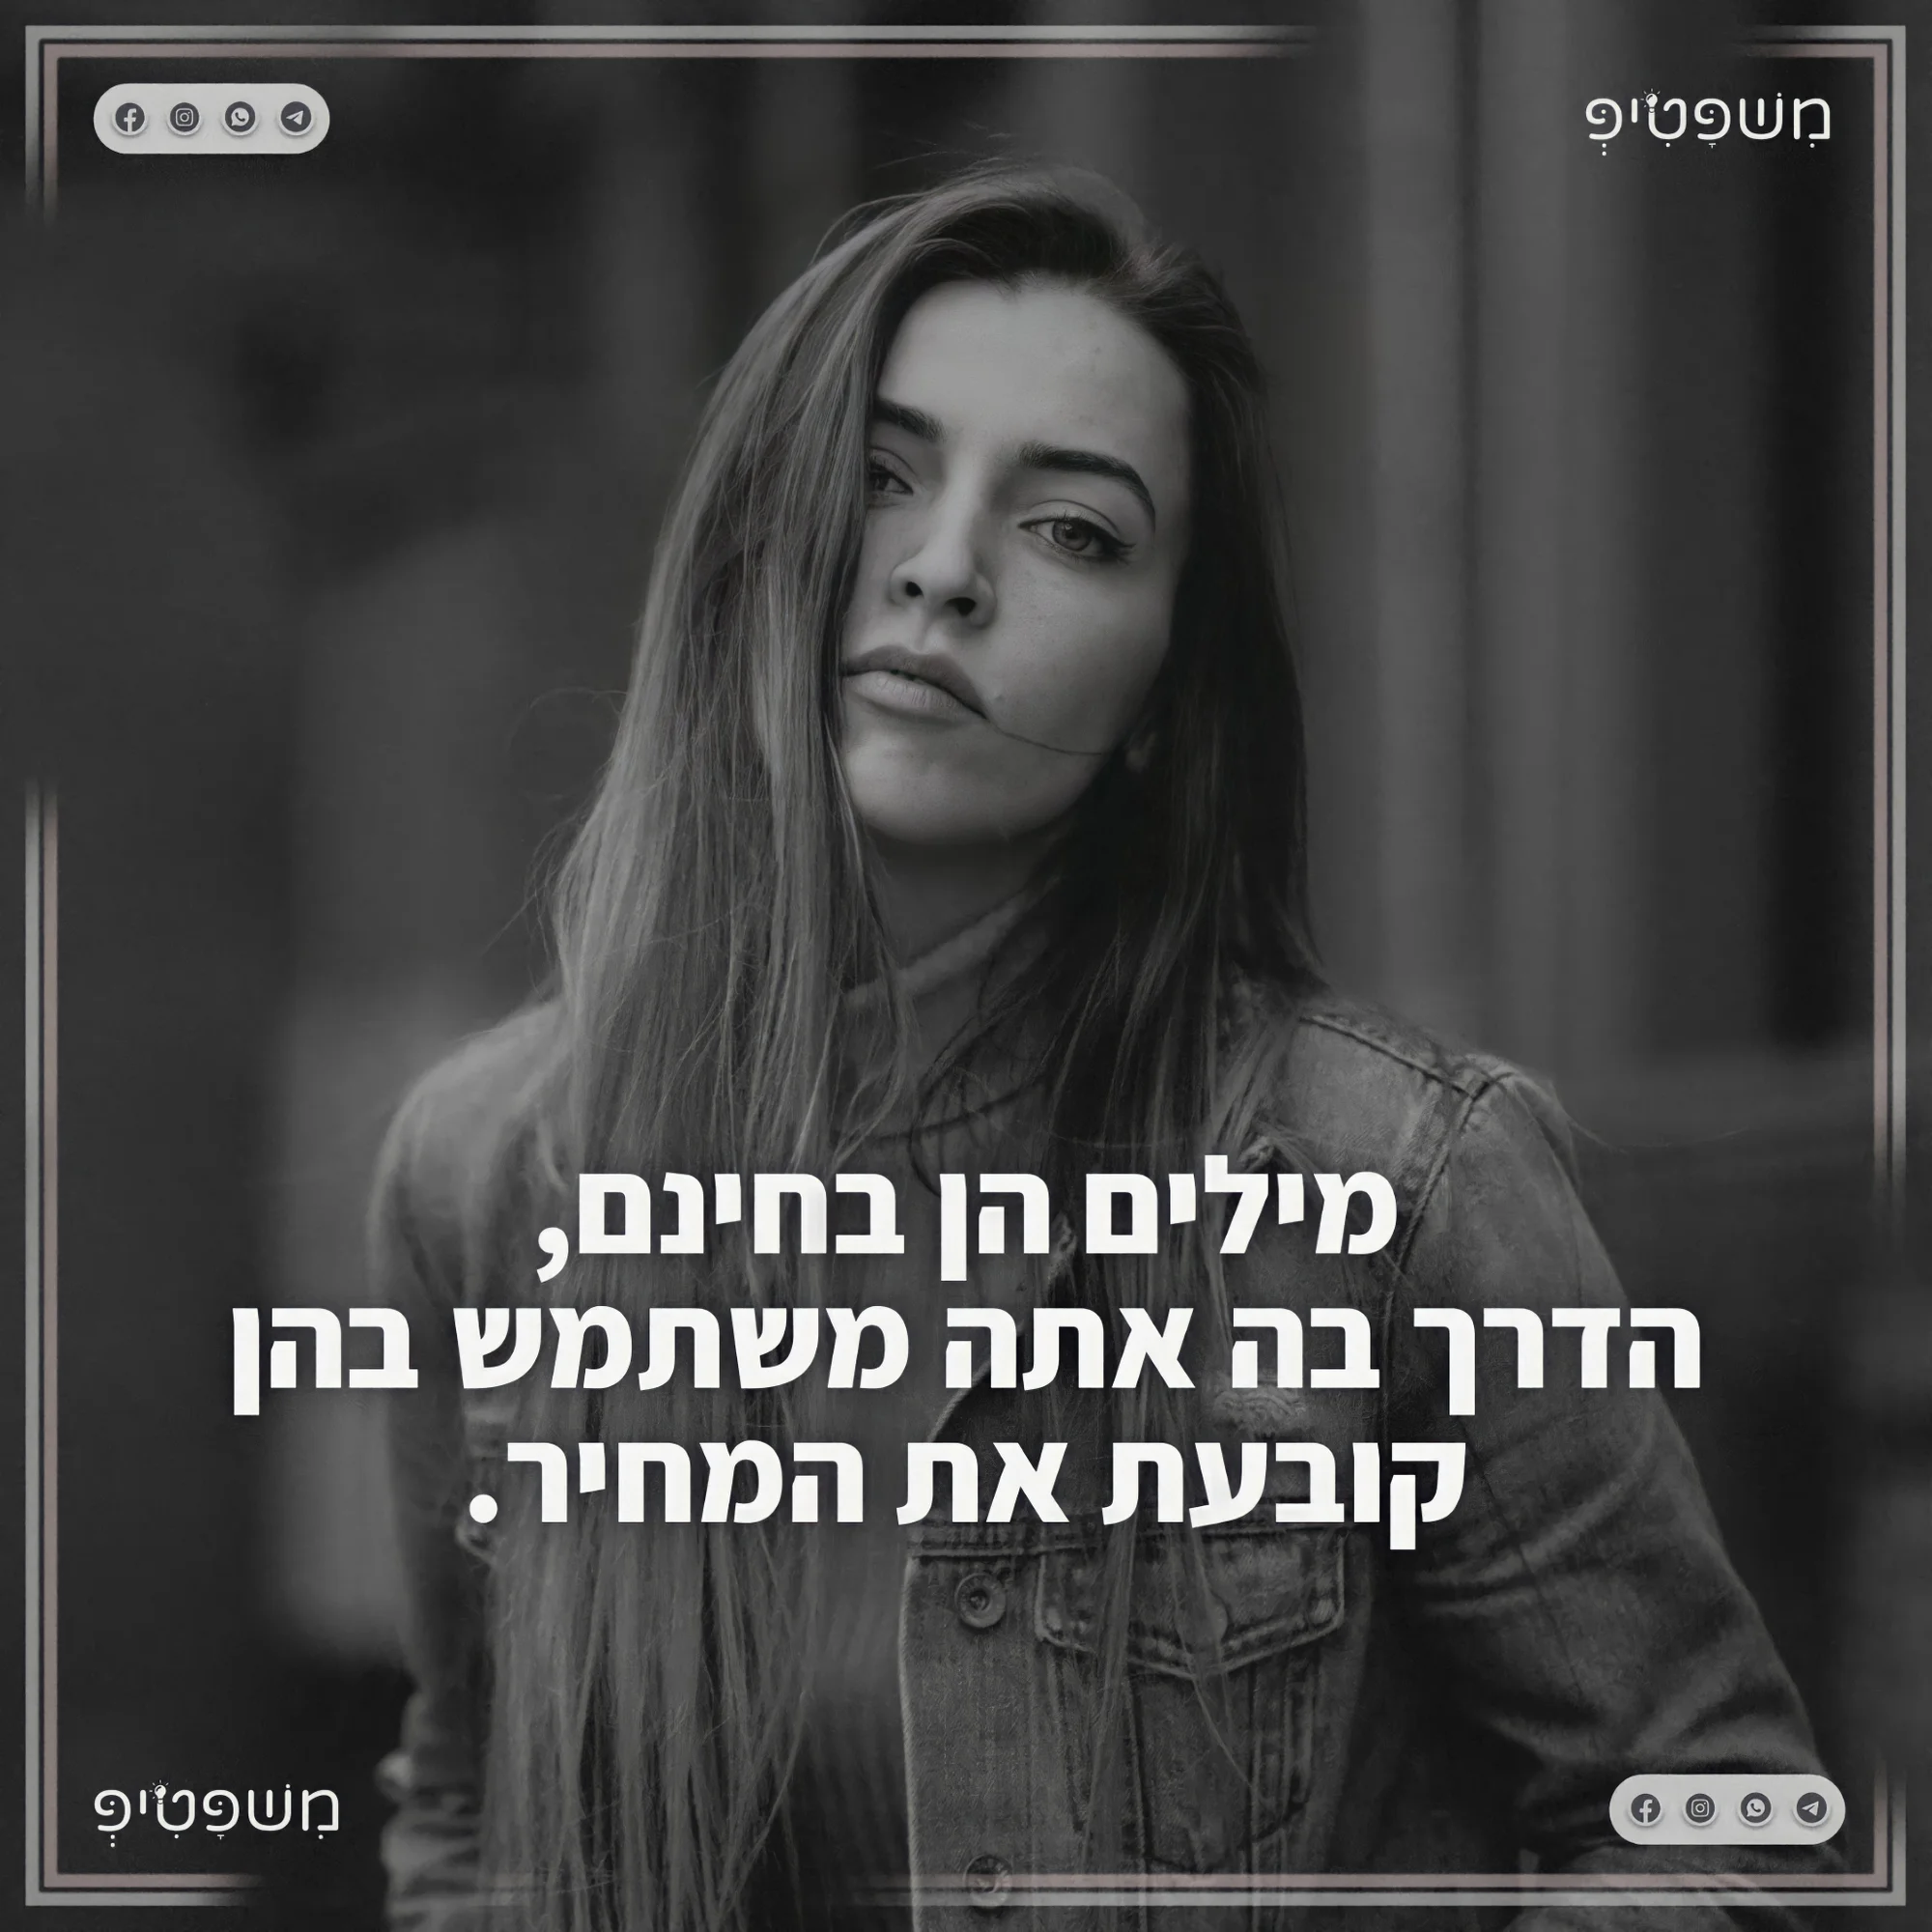 מִשׁפָּטִיפְּ
מילים הן בחינם,
הדרך בה אתה משתמש בהן
קובעת את המחיר.
מִשׁפָּטִיפְּ